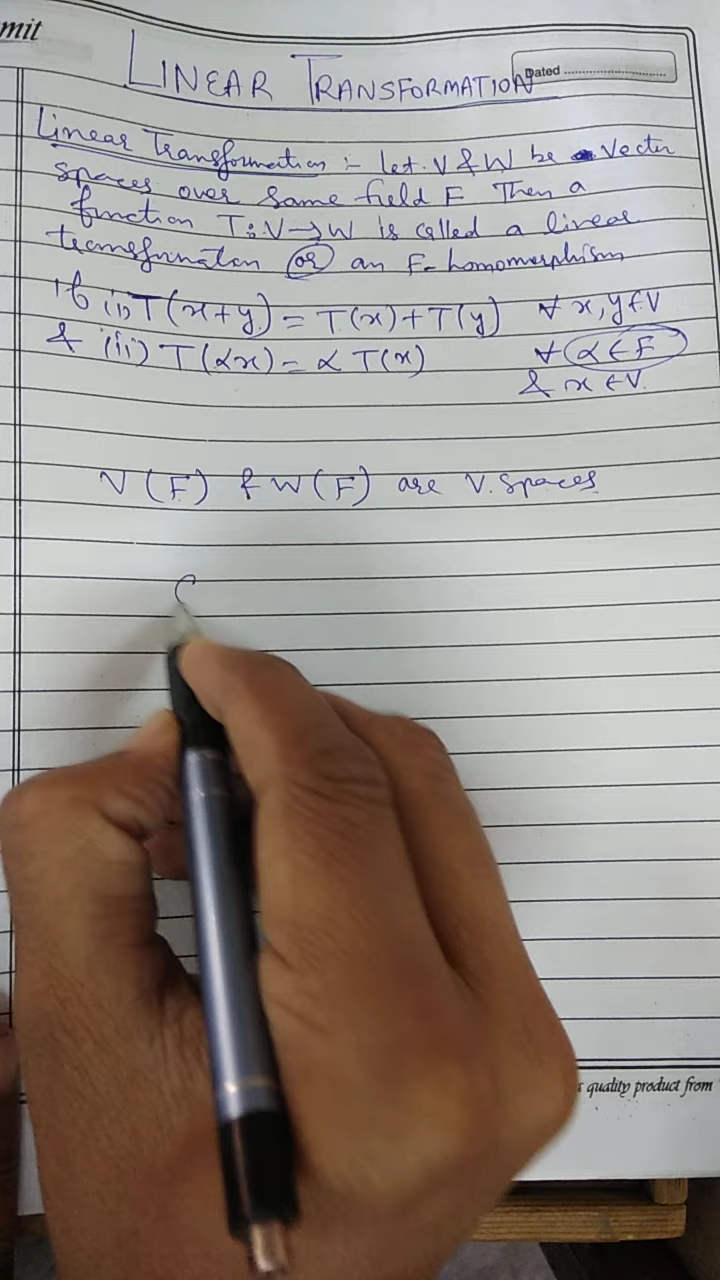 mit
LINEAR TRANSFORMATION
Dated ..............................
Linear Transformation :- Let V & W be a Vector
spaces over same field F Then a
function T: V → W is called a linear
transformation (or) an F- homomorphism
if (i) T(x+y) = T(x) + T(y) ∀ x, y ∈ V
& (ii) T(αx) = α T(x) ∀ α ∈ F
& x ∈ V.
V (F) & W (F) are V. Spaces
quality product from